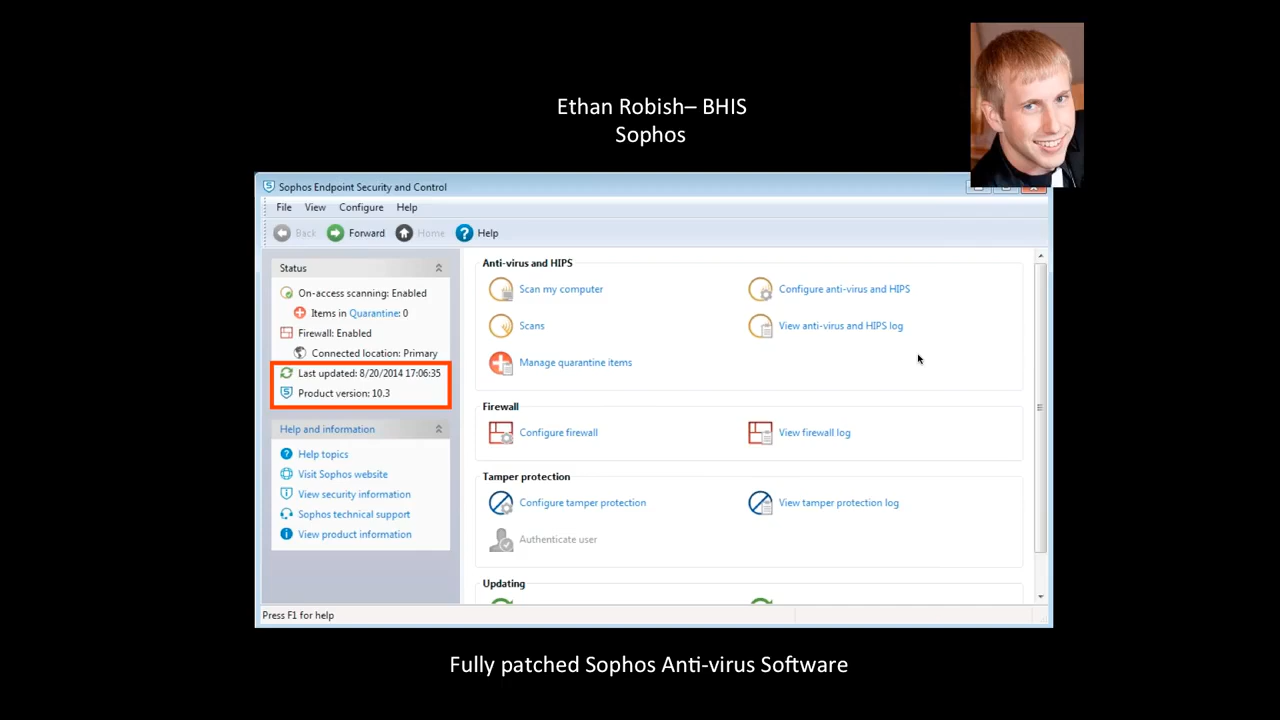 Ethan Robish– BHIS
Sophos
Sophos Endpoint Security and Control
File View Configure Help
Back Forward Home Help
Status
On-access scanning: Enabled
Items in Quarantine: 0
Firewall: Enabled
Connected location: Primary
Last updated: 8/20/2014 17:06:35
Product version: 10.3
Help and information
Help topics
Visit Sophos website
View security information
Sophos technical support
View product information
Anti-virus and HIPS
Scan my computer
Configure anti-virus and HIPS
Scans
View anti-virus and HIPS log
Manage quarantine items
Firewall
Configure firewall
View firewall log
Tamper protection
Configure tamper protection
View tamper protection log
Authenticate user
Updating
Press F1 for help
Fully patched Sophos Anti-virus Software